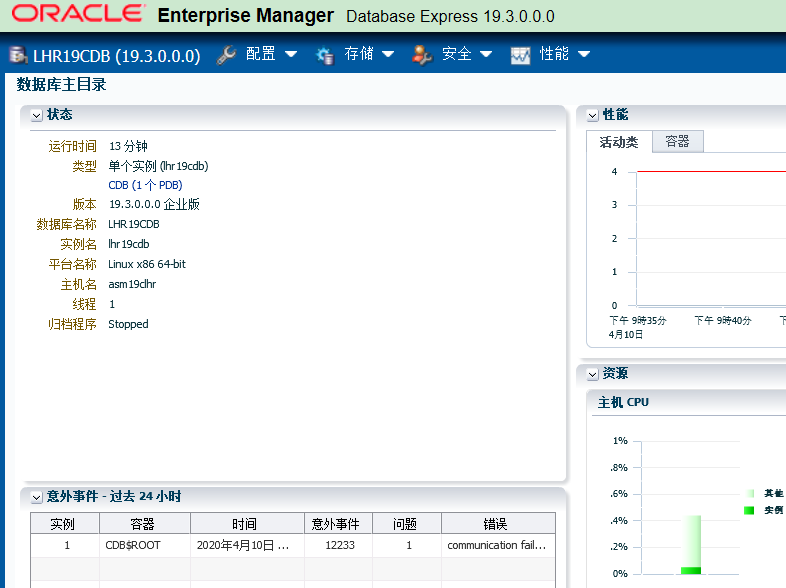 ORACLE Enterprise Manager Database Express 19.3.0.0.0
LHR19CDB (19.3.0.0.0) 配置 存储 安全 性能
数据库主目录
状态
运行时间 13 分钟
类型 单个实例 (lhr19cdb)
CDB (1 个 PDB)
版本 19.3.0.0.0 企业版
数据库名称 LHR19CDB
实例名 lhr19cdb
平台名称 Linux x86 64-bit
主机名 asm19clhr
线程 1
归档程序 Stopped
意外事件 - 过去 24 小时
实例 容器 时间 意外事件 问题 错误
1 CDB$ROOT 2020年4月10日 ... 12233 1 communication fail...
性能
活动类 容器
4
3
2
1
0
下午 9時35分 下午 9時40分 下
4月10日
资源
主机 CPU
1%
.8%
.6%
.4%
.2%
0%
其他
实例